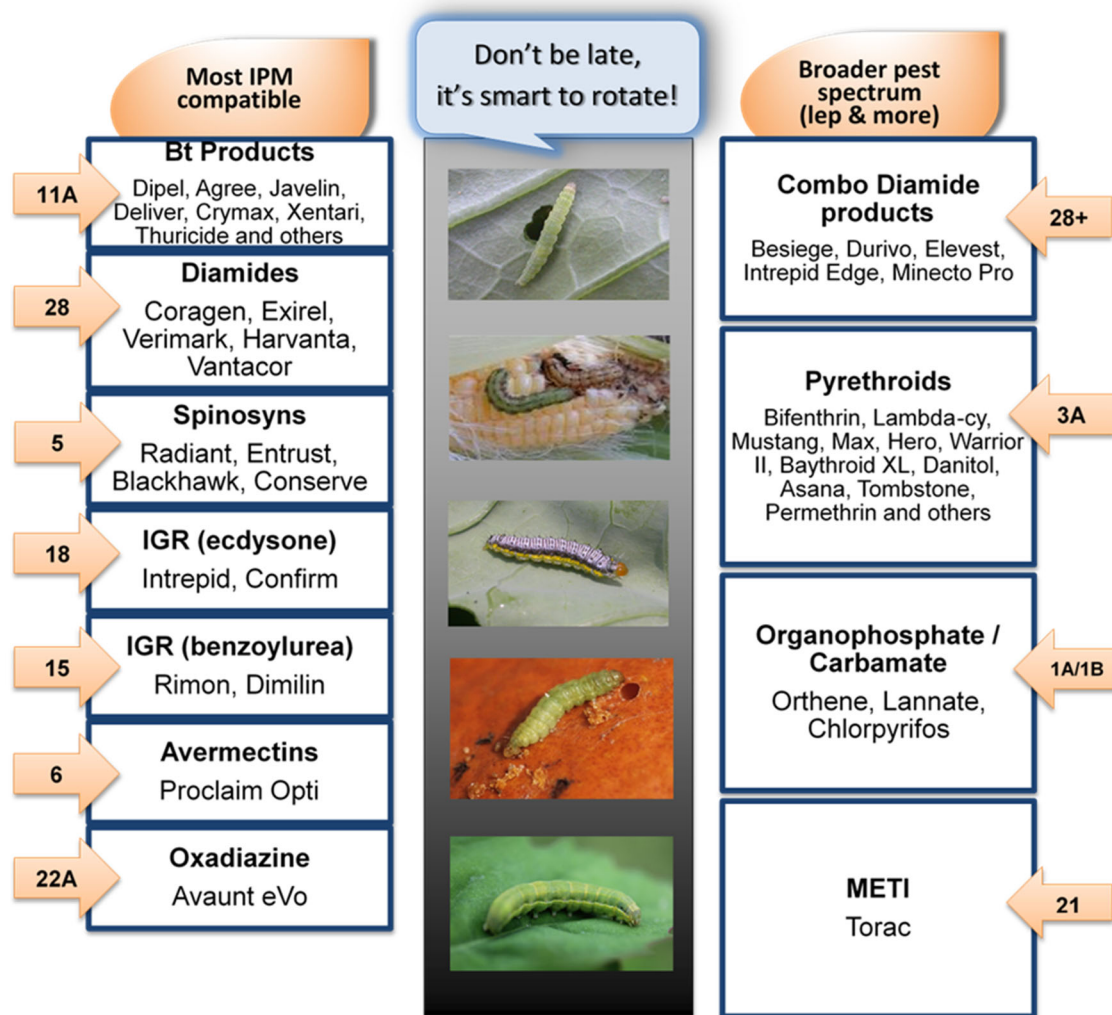 Most IPM
compatible
11A
Bt Products
Dipel, Agree, Javelin,
Deliver, Crymax, Xentari,
Thuricide and others
28
Diamides
Coragen, Exirel,
Verimark, Harvanta,
Vantacor
5
Spinosyns
Radiant, Entrust,
Blackhawk, Conserve
18
IGR (ecdysone)
Intrepid, Confirm
15
IGR (benzoylurea)
Rimon, Dimilin
6
Avermectins
Proclaim Opti
22A
Oxadiazine
Avaunt eVo
Don't be late,
it's smart to rotate!
Broader pest
spectrum
(lep & more)
Combo Diamide
products
Besiege, Durivo, Elevest,
Intrepid Edge, Minecto Pro
28+
Pyrethroids
Bifenthrin, Lambda-cy,
Mustang, Max, Hero, Warrior
II, Baythroid XL, Danitol,
Asana, Tombstone,
Permethrin and others
3A
Organophosphate /
Carbamate
Orthene, Lannate,
Chlorpyrifos
1A/1B
METI
Torac
21